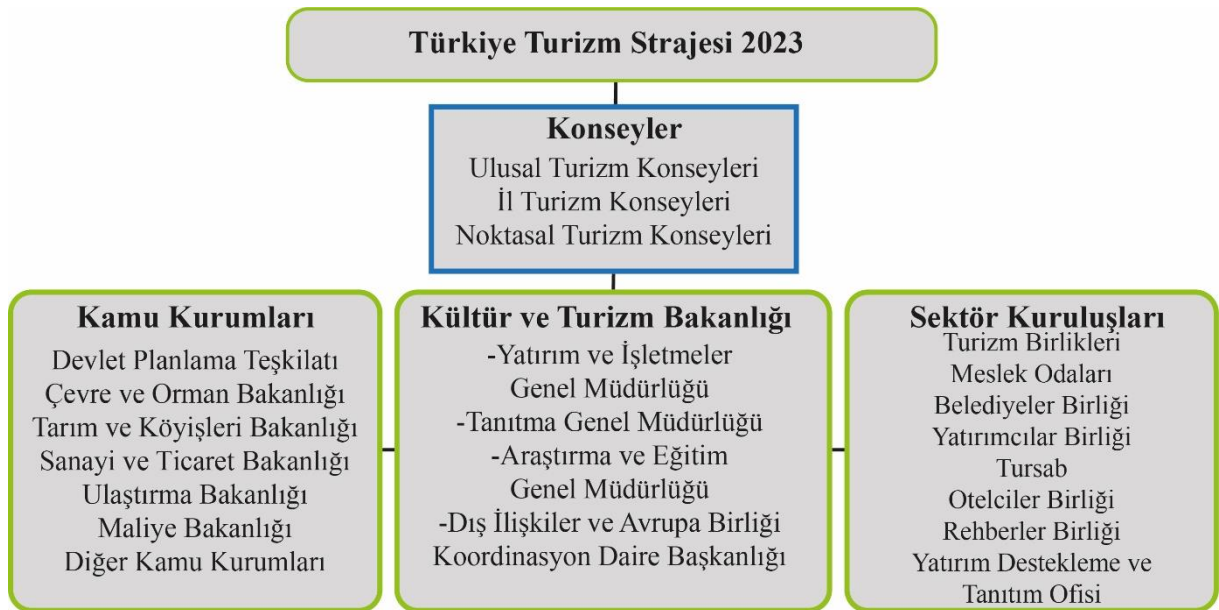 Türkiye Turizm Strajesi 2023
Konseyler
Ulusal Turizm Konseyleri
İl Turizm Konseyleri
Noktasal Turizm Konseyleri
Kamu Kurumları
Devlet Planlama Teşkilatı
Çevre ve Orman Bakanlığı
Tarım ve Köyişleri Bakanlığı
Sanayi ve Ticaret Bakanlığı
Ulaştırma Bakanlığı
Maliye Bakanlığı
Diğer Kamu Kurumları
Kültür ve Turizm Bakanlığı
-Yatırım ve İşletmeler
Genel Müdürlüğü
-Tanıtma Genel Müdürlüğü
-Araştırma ve Eğitim
Genel Müdürlüğü
-Dış İlişkiler ve Avrupa Birliği
Koordinasyon Daire Başkanlığı
Sektör Kuruluşları
Turizm Birlikleri
Meslek Odaları
Belediyeler Birliği
Yatırımcılar Birliği
Tursab
Otelciler Birliği
Rehberler Birliği
Yatırım Destekleme ve
Tanıtım Ofisi